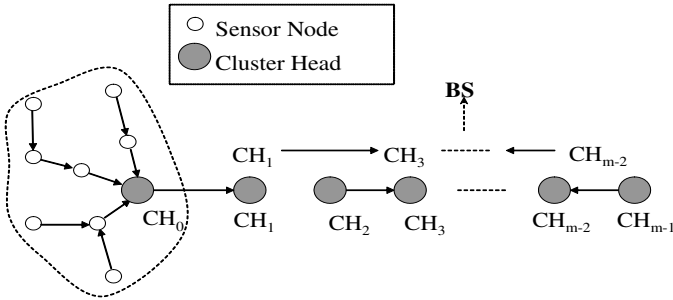 Sensor Node
Cluster Head
BS
CH1 CH3 CHm-2
CH0 CH1 CH2 CH3 CHm-2 CHm-1